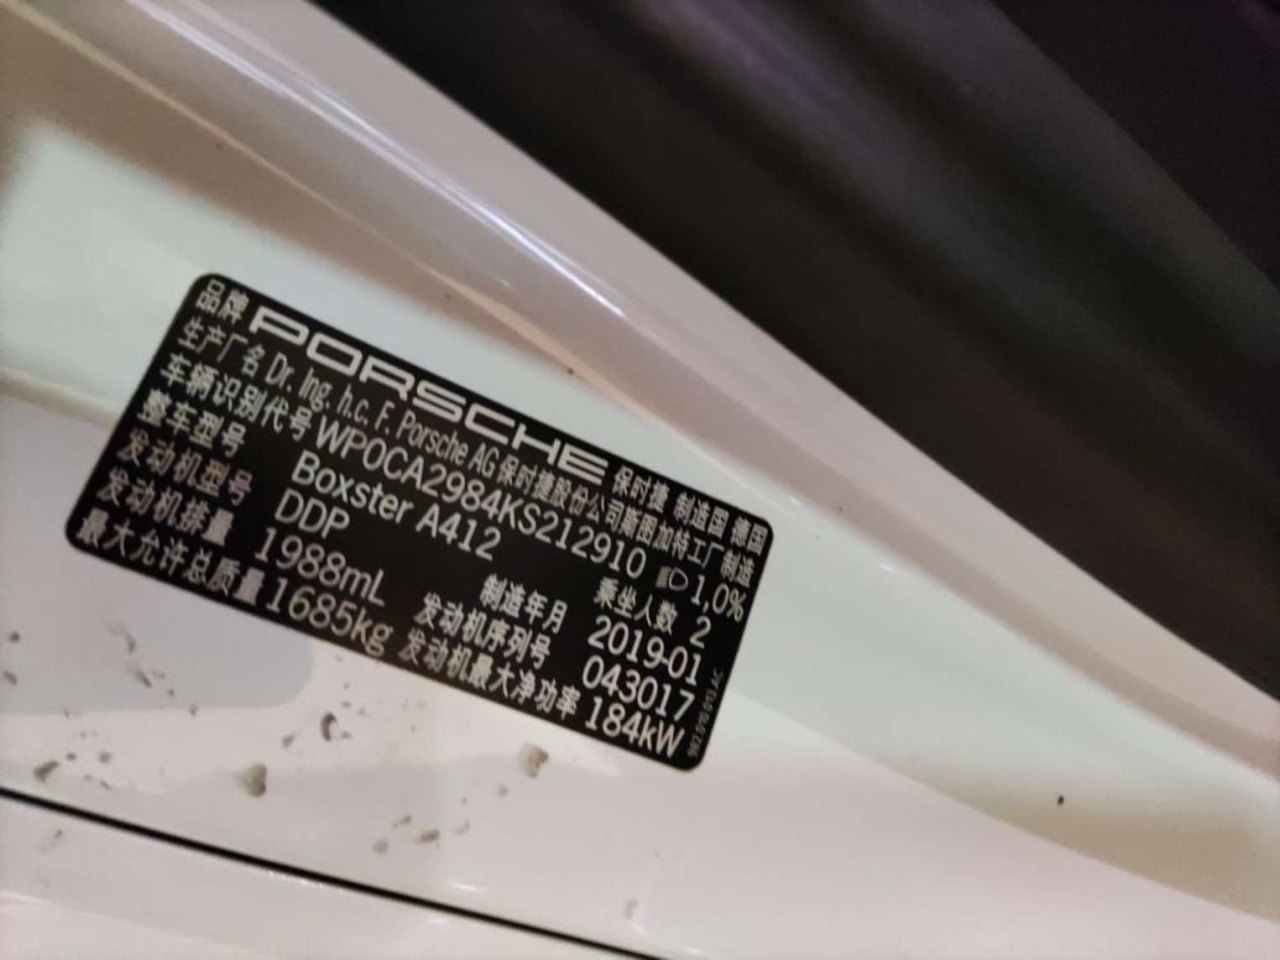 品牌 PORSCHE 保时捷 制造国 德国
生产厂名 Dr. Ing. h.c. F. Porsche AG 保时捷股份公司斯图加特工厂制造
车辆识别代号 WP0CA2984KS212910 1,0%
整车型号 Boxster A412 乘坐人数 2
发动机型号 DDP 制造年月 2019-01
发动机排量 1988mL 发动机序列号 043017
最大允许总质量 1685kg 发动机最大净功率 184kW